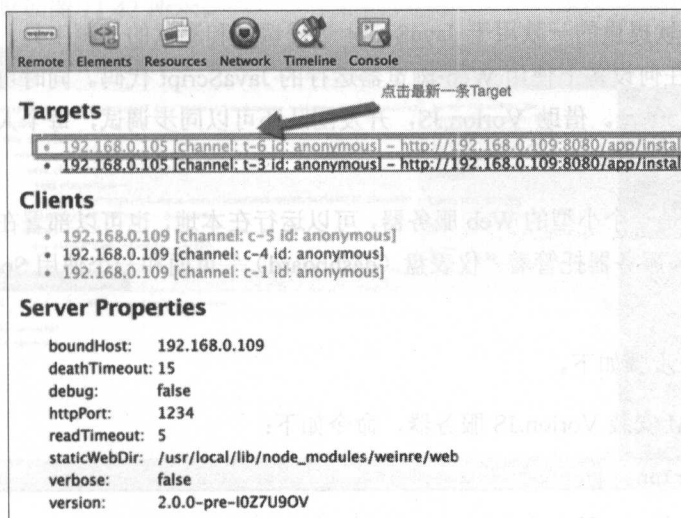 weinre
Remote Elements Resources Network Timeline Console
点击最新一条Target
Targets
• 192.168.0.105 [channel: t-6 id: anonymous] – http://192.168.0.109:8080/app/instal
• 192.168.0.105 [channel: t-3 id: anonymous] – http://192.168.0.109:8080/app/instal
Clients
• 192.168.0.109 [channel: c-5 id: anonymous]
• 192.168.0.109 [channel: c-4 id: anonymous]
• 192.168.0.109 [channel: c-1 id: anonymous]
Server Properties
boundHost: 192.168.0.109
deathTimeout: 15
debug: false
httpPort: 1234
readTimeout: 5
staticWebDir: /usr/local/lib/node_modules/weinre/web
verbose: false
version: 2.0.0-pre-I0Z7U9OV